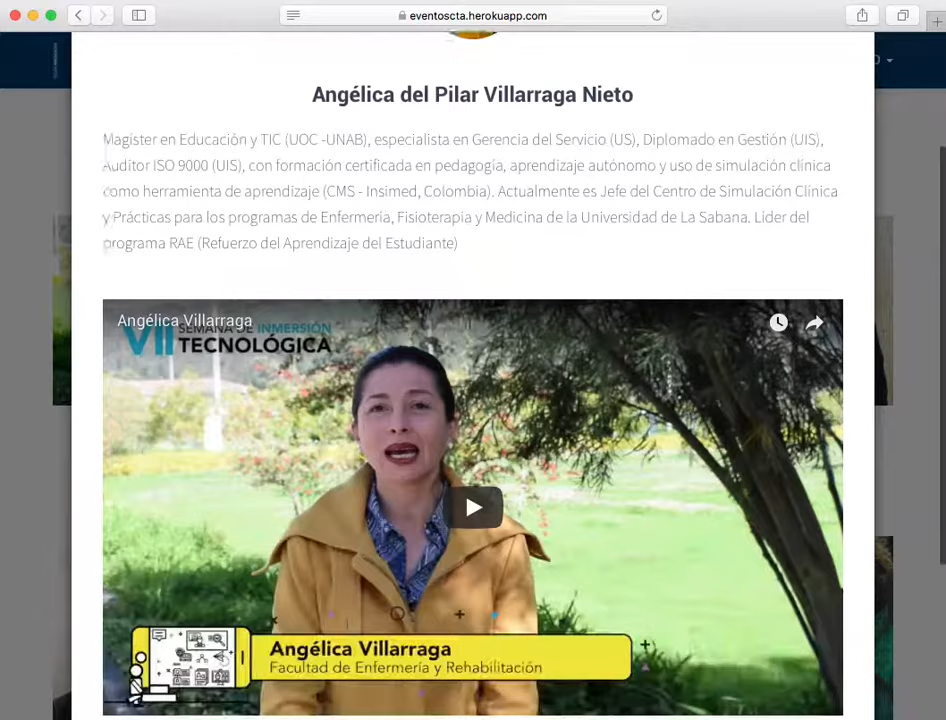 eventoscta.herokuapp.com
Angélica del Pilar Villarraga Nieto
Magíster en Educación y TIC (UOC -UNAB), especialista en Gerencia del Servicio (US), Diplomado en Gestión (UIS),
Auditor ISO 9000 (UIS), con formación certificada en pedagogía, aprendizaje autónomo y uso de simulación clínica
como herramienta de aprendizaje (CMS - Insimed, Colombia). Actualmente es Jefe del Centro de Simulación Clínica
y Prácticas para los programas de Enfermería, Fisioterapia y Medicina de la Universidad de La Sabana. Líder del
programa RAE (Refuerzo del Aprendizaje del Estudiante)
Angélica Villarraga
VII SEMANA DE INMERSIÓN
TECNOLÓGICA
Angélica Villarraga
Facultad de Enfermería y Rehabilitación